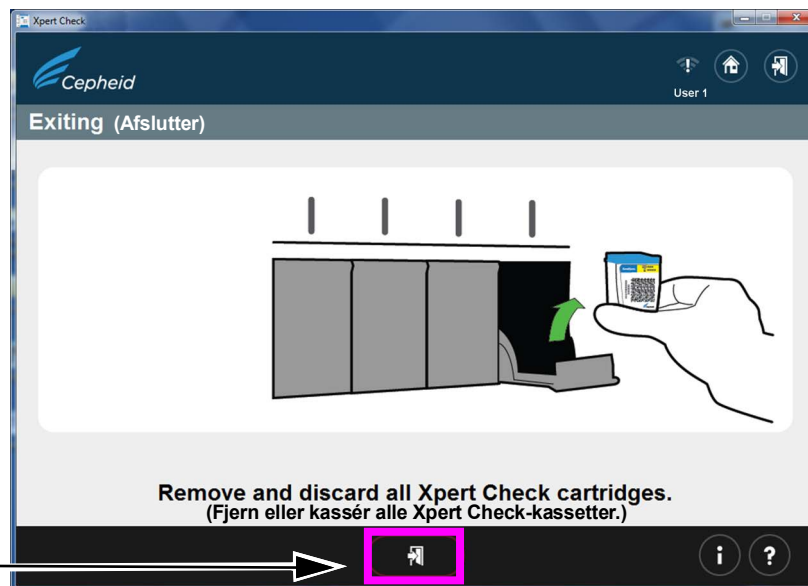 Xpert Check
Cepheid
User 1
Exiting (Afslutter)
Remove and discard all Xpert Check cartridges.
(Fjern eller kassér alle Xpert Check-kassetter.)